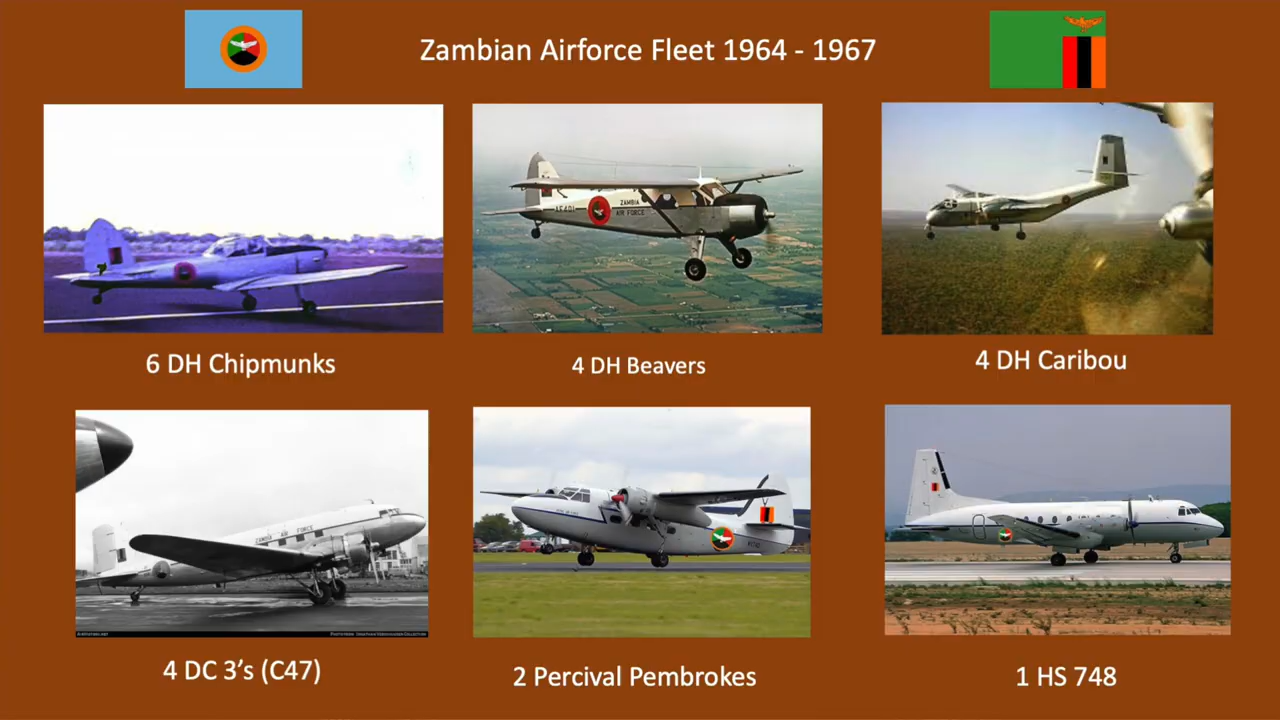 Zambian Airforce Fleet 1964 - 1967
ZAMBIA
AIR FORCE
6 DH Chipmunks
4 DH Beavers
4 DH Caribou
ZAMBIA AIR FORCE
4 DC 3’s (C47)
2 Percival Pembrokes
1 HS 748